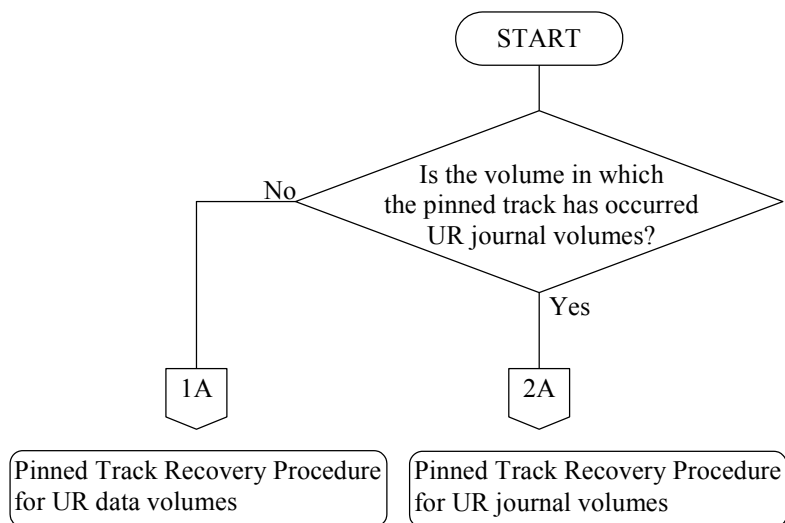 START
Is the volume in which
the pinned track has occurred
UR journal volumes?
No
Yes
1A
2A
Pinned Track Recovery Procedure
for UR data volumes
Pinned Track Recovery Procedure
for UR journal volumes